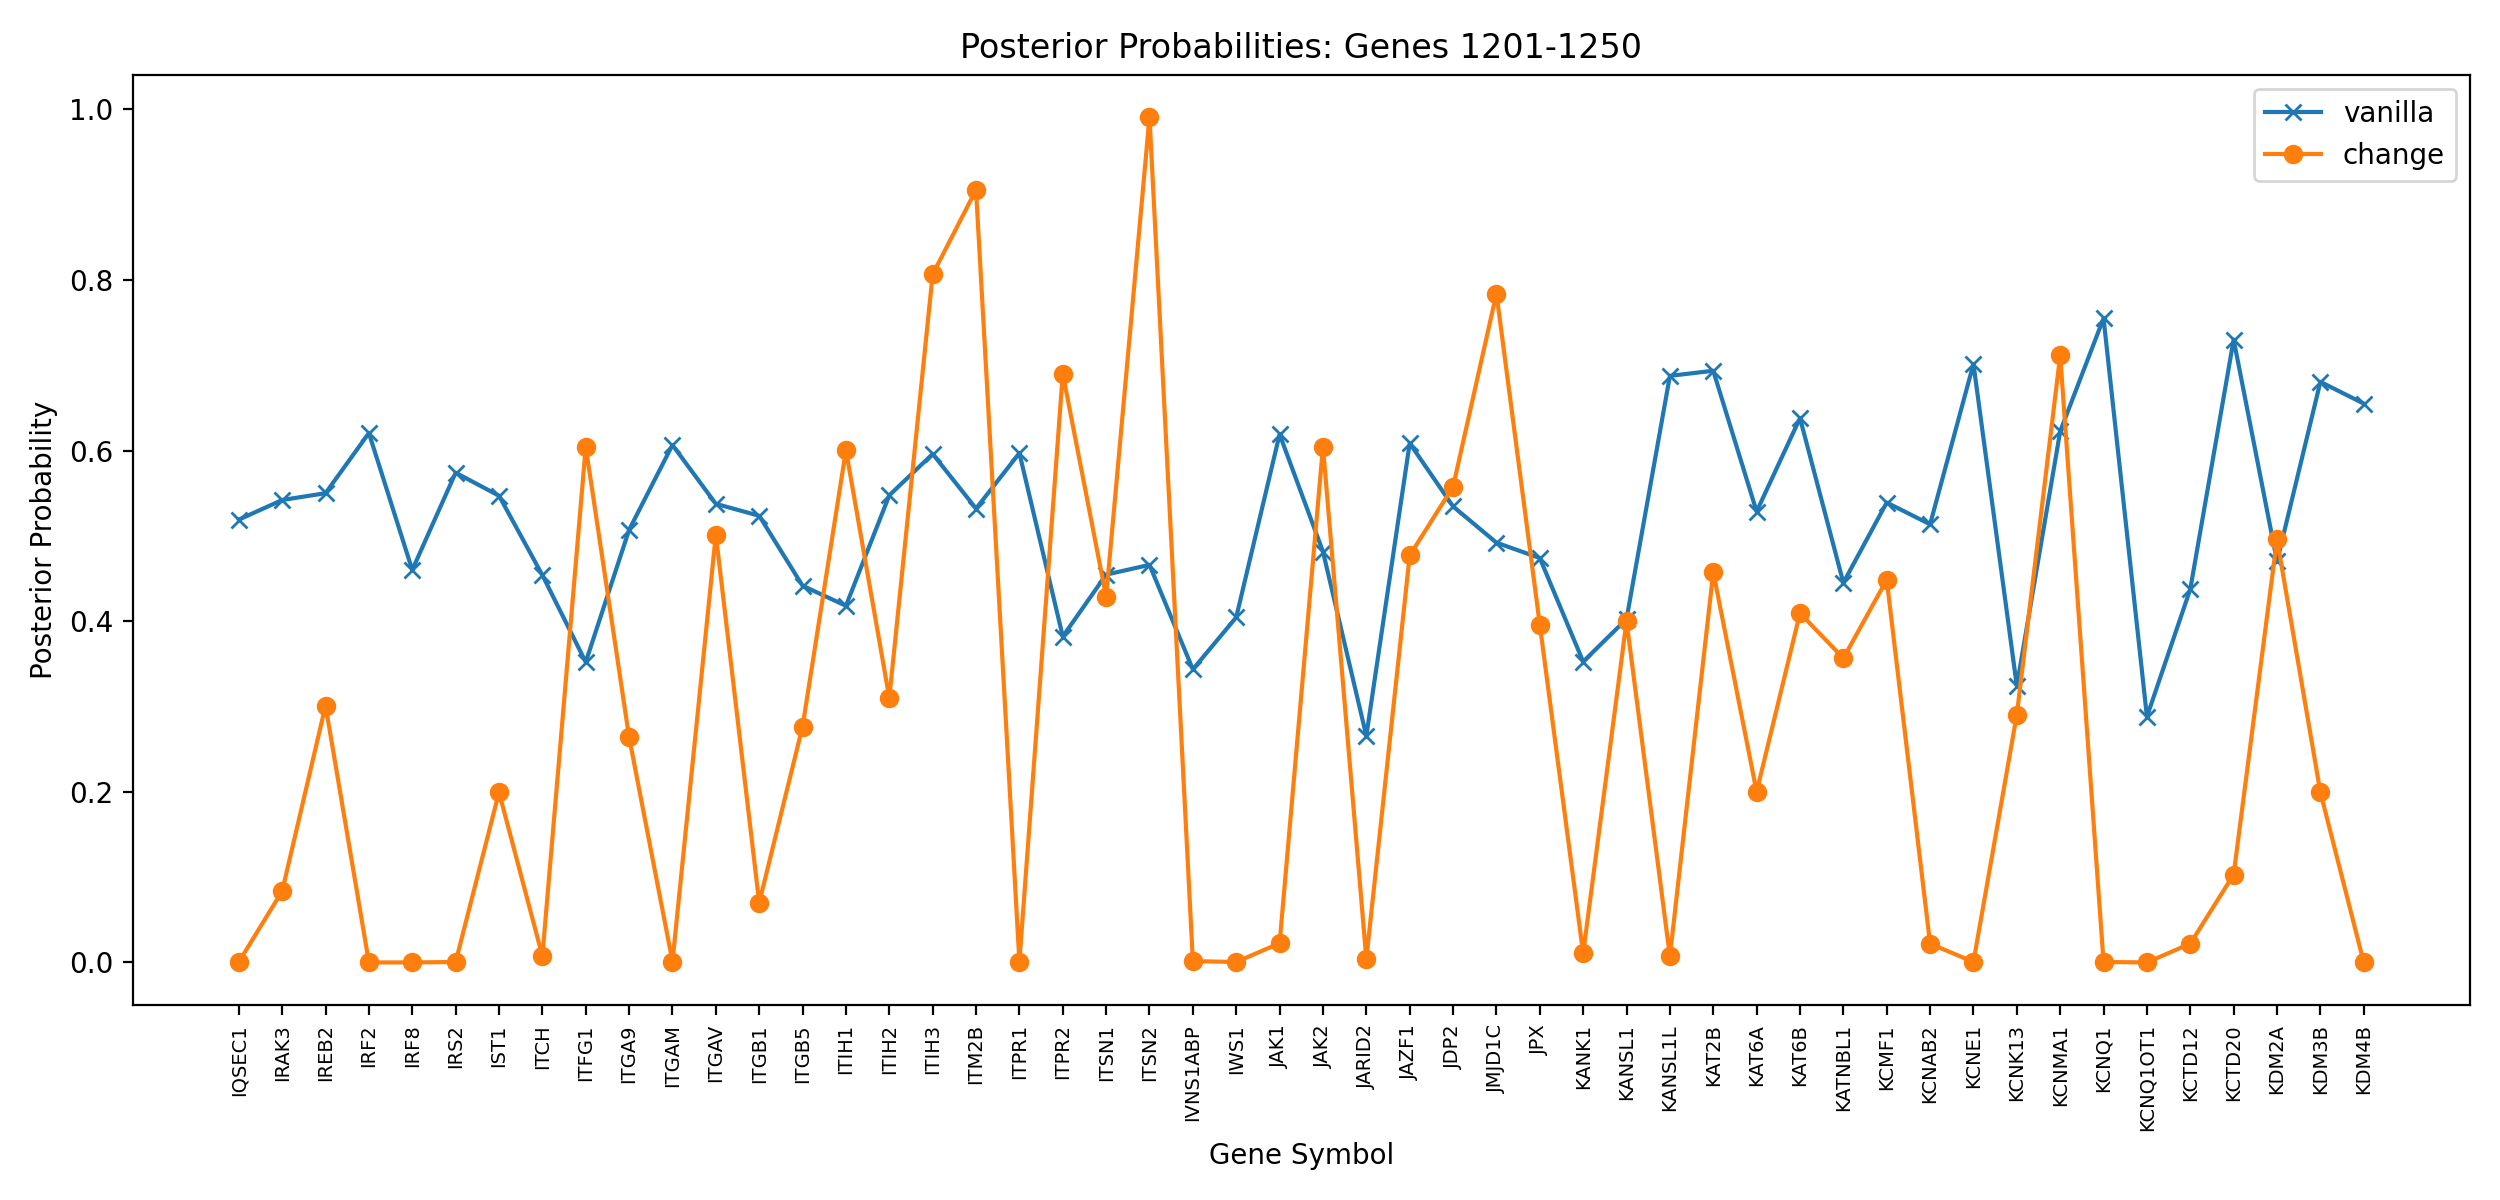 Posterior Probabilities: Genes 1201-1250
vanilla
change
Posterior Probability
1.0
0.8
0.6
0.4
0.2
0.0
IQSEC1
IRAK3
IREB2
IRF2
IRF8
IRS2
IST1
ITCH
ITFG1
ITGA9
ITGAM
ITGAV
ITGB1
ITGB5
ITIH1
ITIH2
ITIH3
ITM2B
ITPR1
ITPR2
ITSN1
ITSN2
IVNS1ABP
IWS1
JAK1
JAK2
JARID2
JAZF1
JDP2
JMJD1C
JPX
KANK1
KANSL1
KANSL1L
KAT2B
KAT6A
KAT6B
KATNBL1
KCMF1
KCNAB2
KCNE1
KCNK13
KCNMA1
KCNQ1
KCNQ1OT1
KCTD12
KCTD20
KDM2A
KDM3B
KDM4B
Gene Symbol